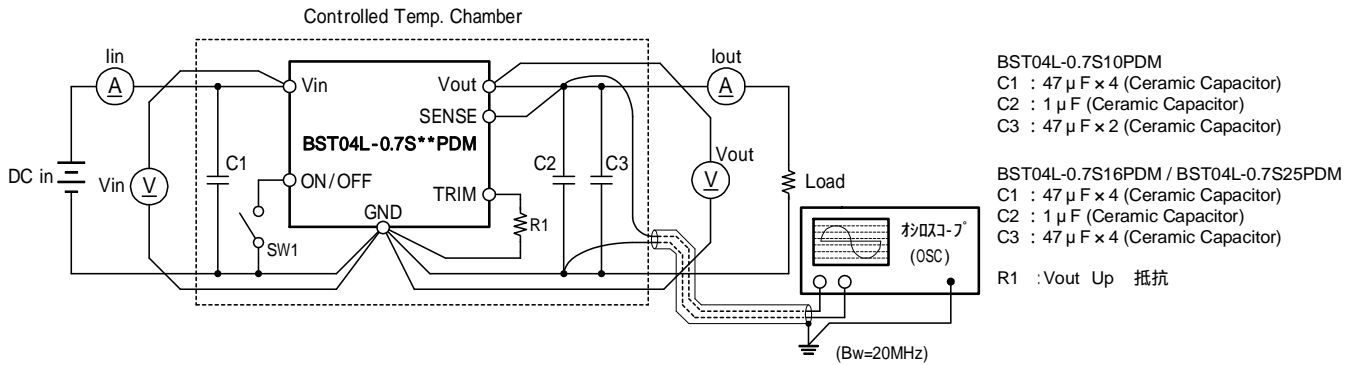 Controlled Temp. Chamber
Iin
A
Vin
Vout
SENSE
BST04L-0.7S**PDM
ON/OFF
TRIM
GND
C1
SW1
R1
C2
C3
DC in
Vin
V
Iout
A
Vout
V
Load
オシロスコープ
(OSC)
(Bw=20MHz)
BST04L-0.7S10PDM
C1 : 47μF×4 (Ceramic Capacitor)
C2 : 1μF (Ceramic Capacitor)
C3 : 47μF×2 (Ceramic Capacitor)
BST04L-0.7S16PDM / BST04L-0.7S25PDM
C1 : 47μF×4 (Ceramic Capacitor)
C2 : 1μF (Ceramic Capacitor)
C3 : 47μF×4 (Ceramic Capacitor)
R1 : Vout Up 抵抗